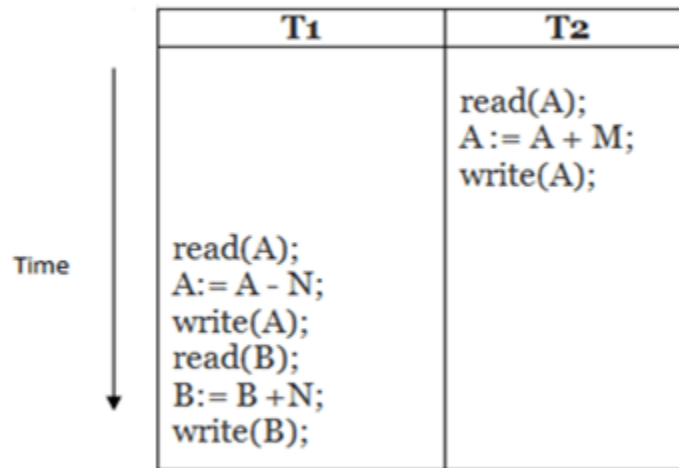 T1 T2
read(A);
A := A + M;
write(A);
Time
read(A);
A:= A - N;
write(A);
read(B);
B:= B +N;
write(B);